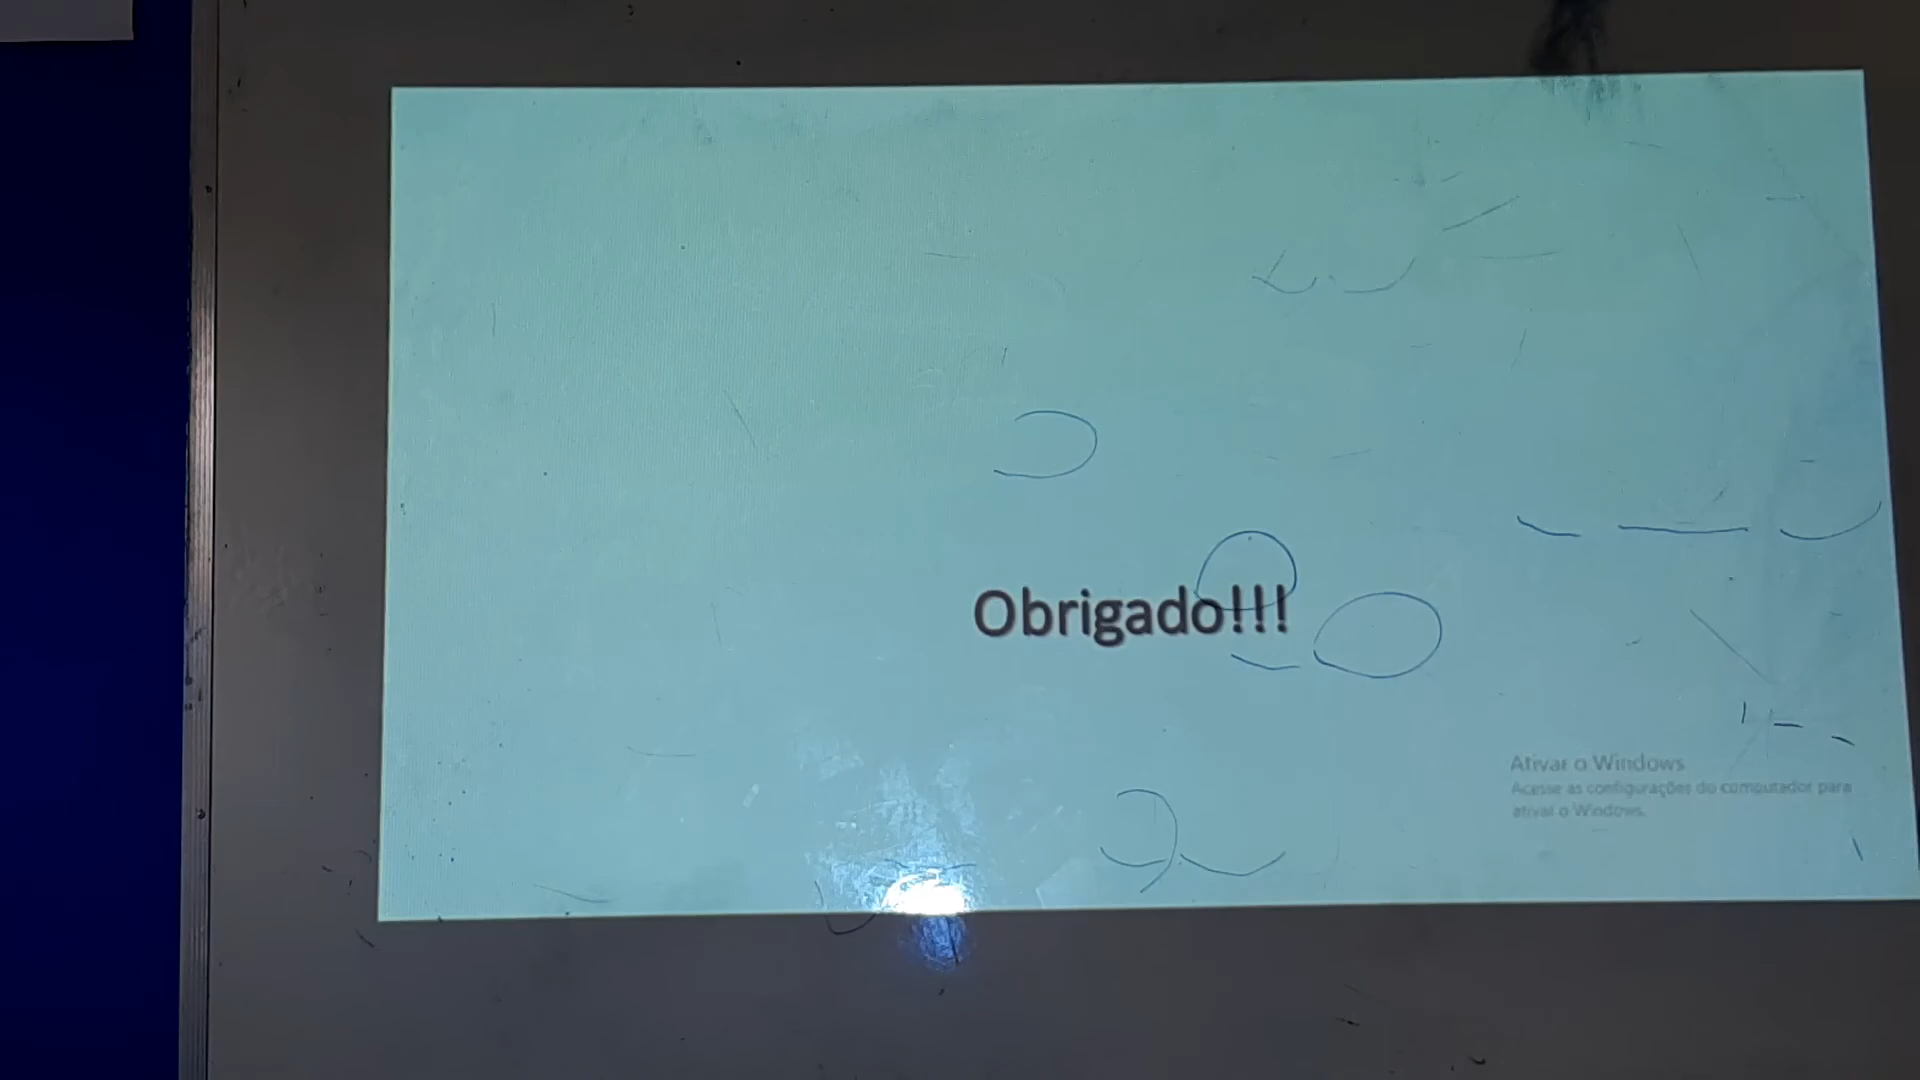 Obrigado!!!
Ativar o Windows
Acesse as configurações do computador para
ativar o Windows.